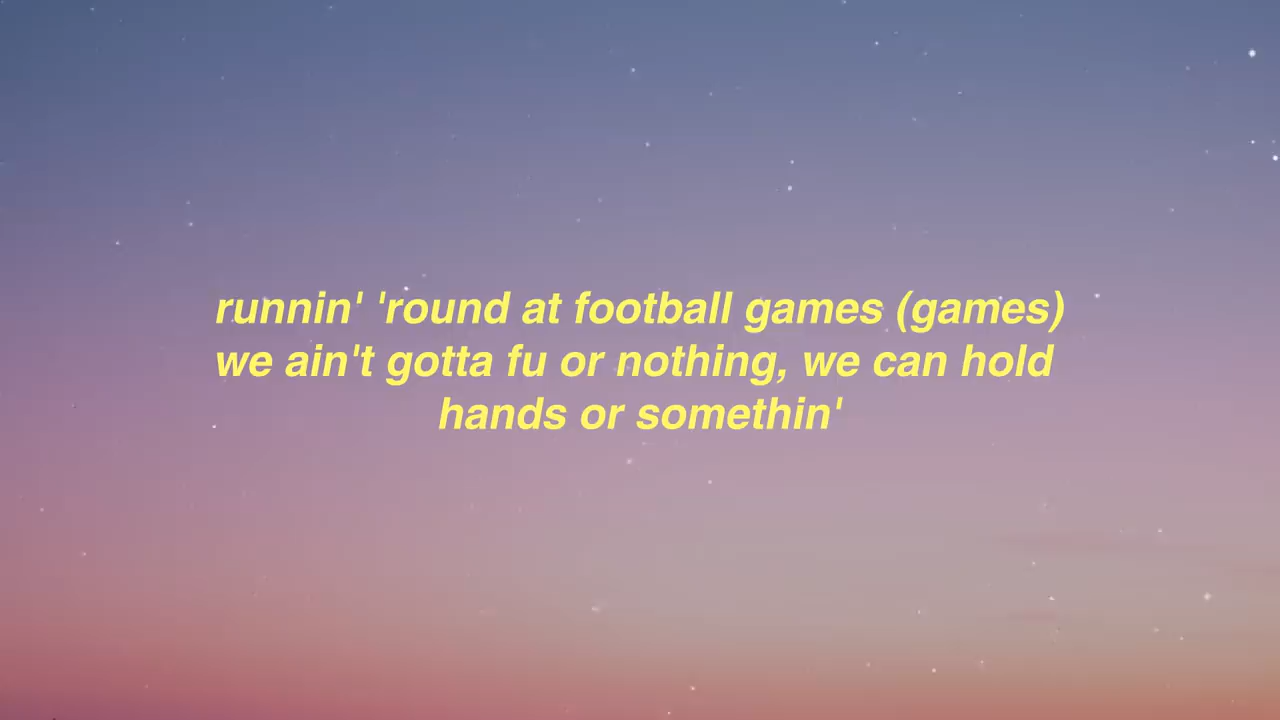 runnin' 'round at football games (games)
we ain't gotta fu or nothing, we can hold
hands or somethin'